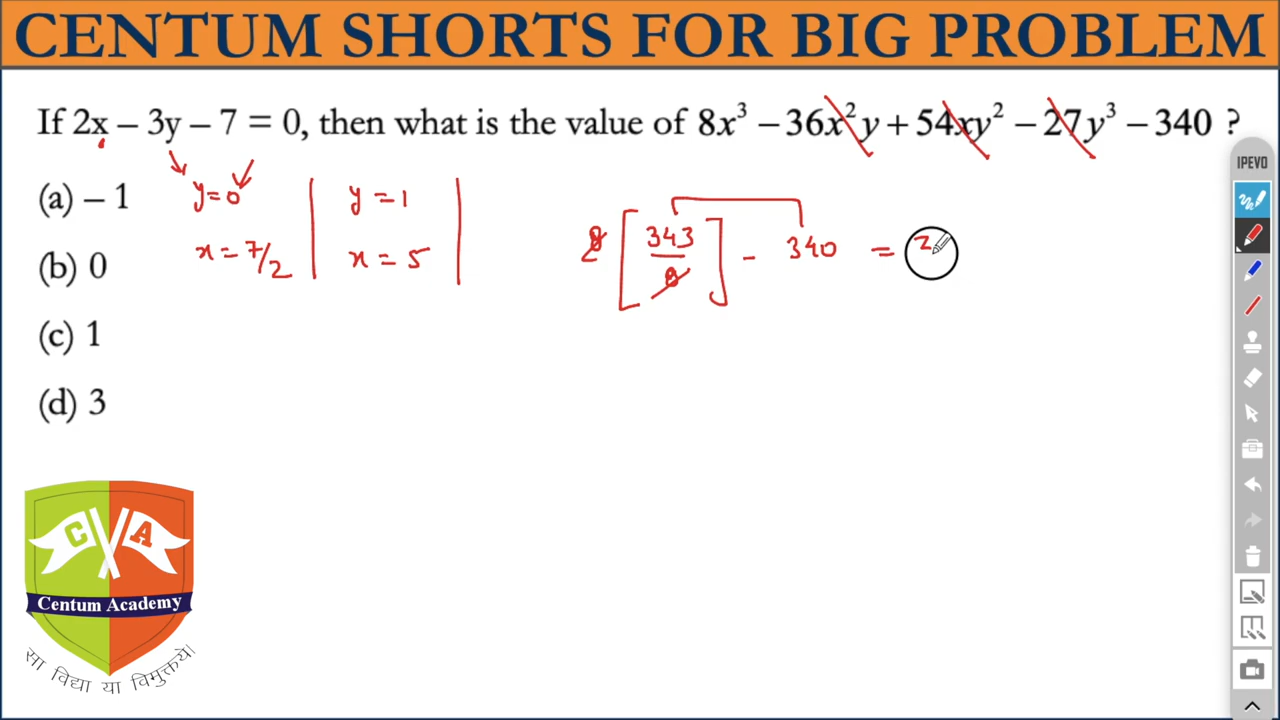 CENTUM SHORTS FOR BIG PROBLEM
If 2x – 3y – 7 = 0, then what is the value of 8x³ – 36x²y + 54xy² – 27y³ – 340 ?
(a) – 1
(b) 0
(c) 1
(d) 3
y = 0
x = 7/2
y = 1
x = 5
8 [ 343/8 ] – 340 =
C A
Centum Academy
सा विद्या या विमुक्तये।
IPEVO